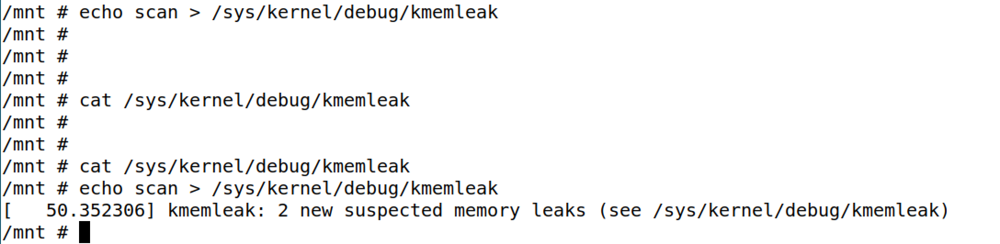 /mnt # echo scan > /sys/kernel/debug/kmemleak
/mnt #
/mnt #
/mnt #
/mnt # cat /sys/kernel/debug/kmemleak
/mnt #
/mnt #
/mnt # cat /sys/kernel/debug/kmemleak
/mnt # echo scan > /sys/kernel/debug/kmemleak
[   50.352306] kmemleak: 2 new suspected memory leaks (see /sys/kernel/debug/kmemleak)
/mnt #